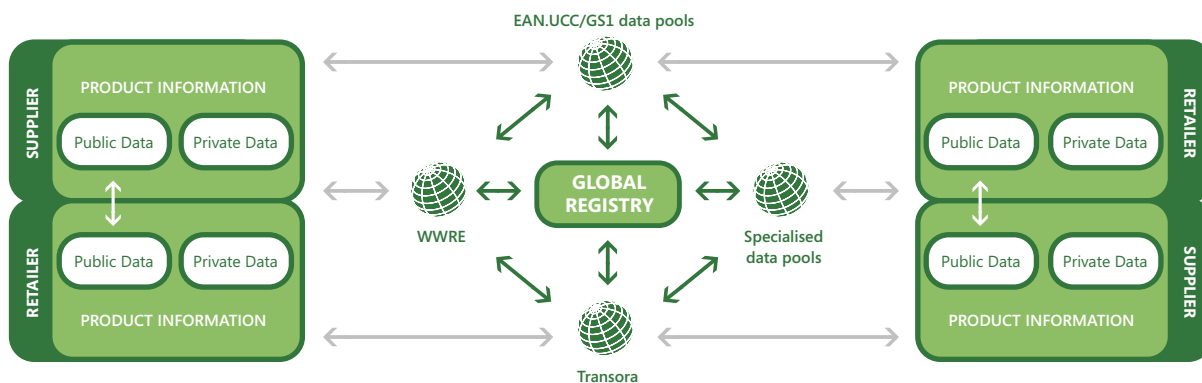 EAN.UCC/GS1 data pools
SUPPLIER
PRODUCT INFORMATION
Public Data
Private Data
RETAILER
Public Data
Private Data
PRODUCT INFORMATION
WWRE
GLOBAL
REGISTRY
Specialised
data pools
Transora
RETAILER
PRODUCT INFORMATION
Public Data
Private Data
SUPPLIER
Public Data
Private Data
PRODUCT INFORMATION